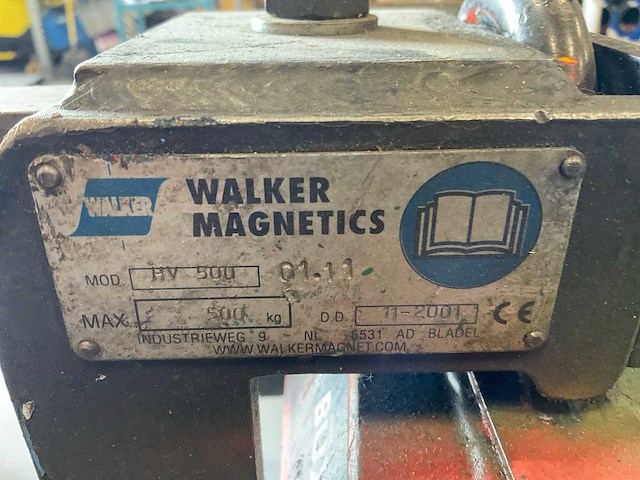 WALKER
WALKER
MAGNETICS
MOD. HV 500 01.11
MAX. 500 kg D.D. 11-2001 CE
INDUSTRIEWEG 9 NL 5531 AD BLADEL
WWW.WALKERMAGNET.COM